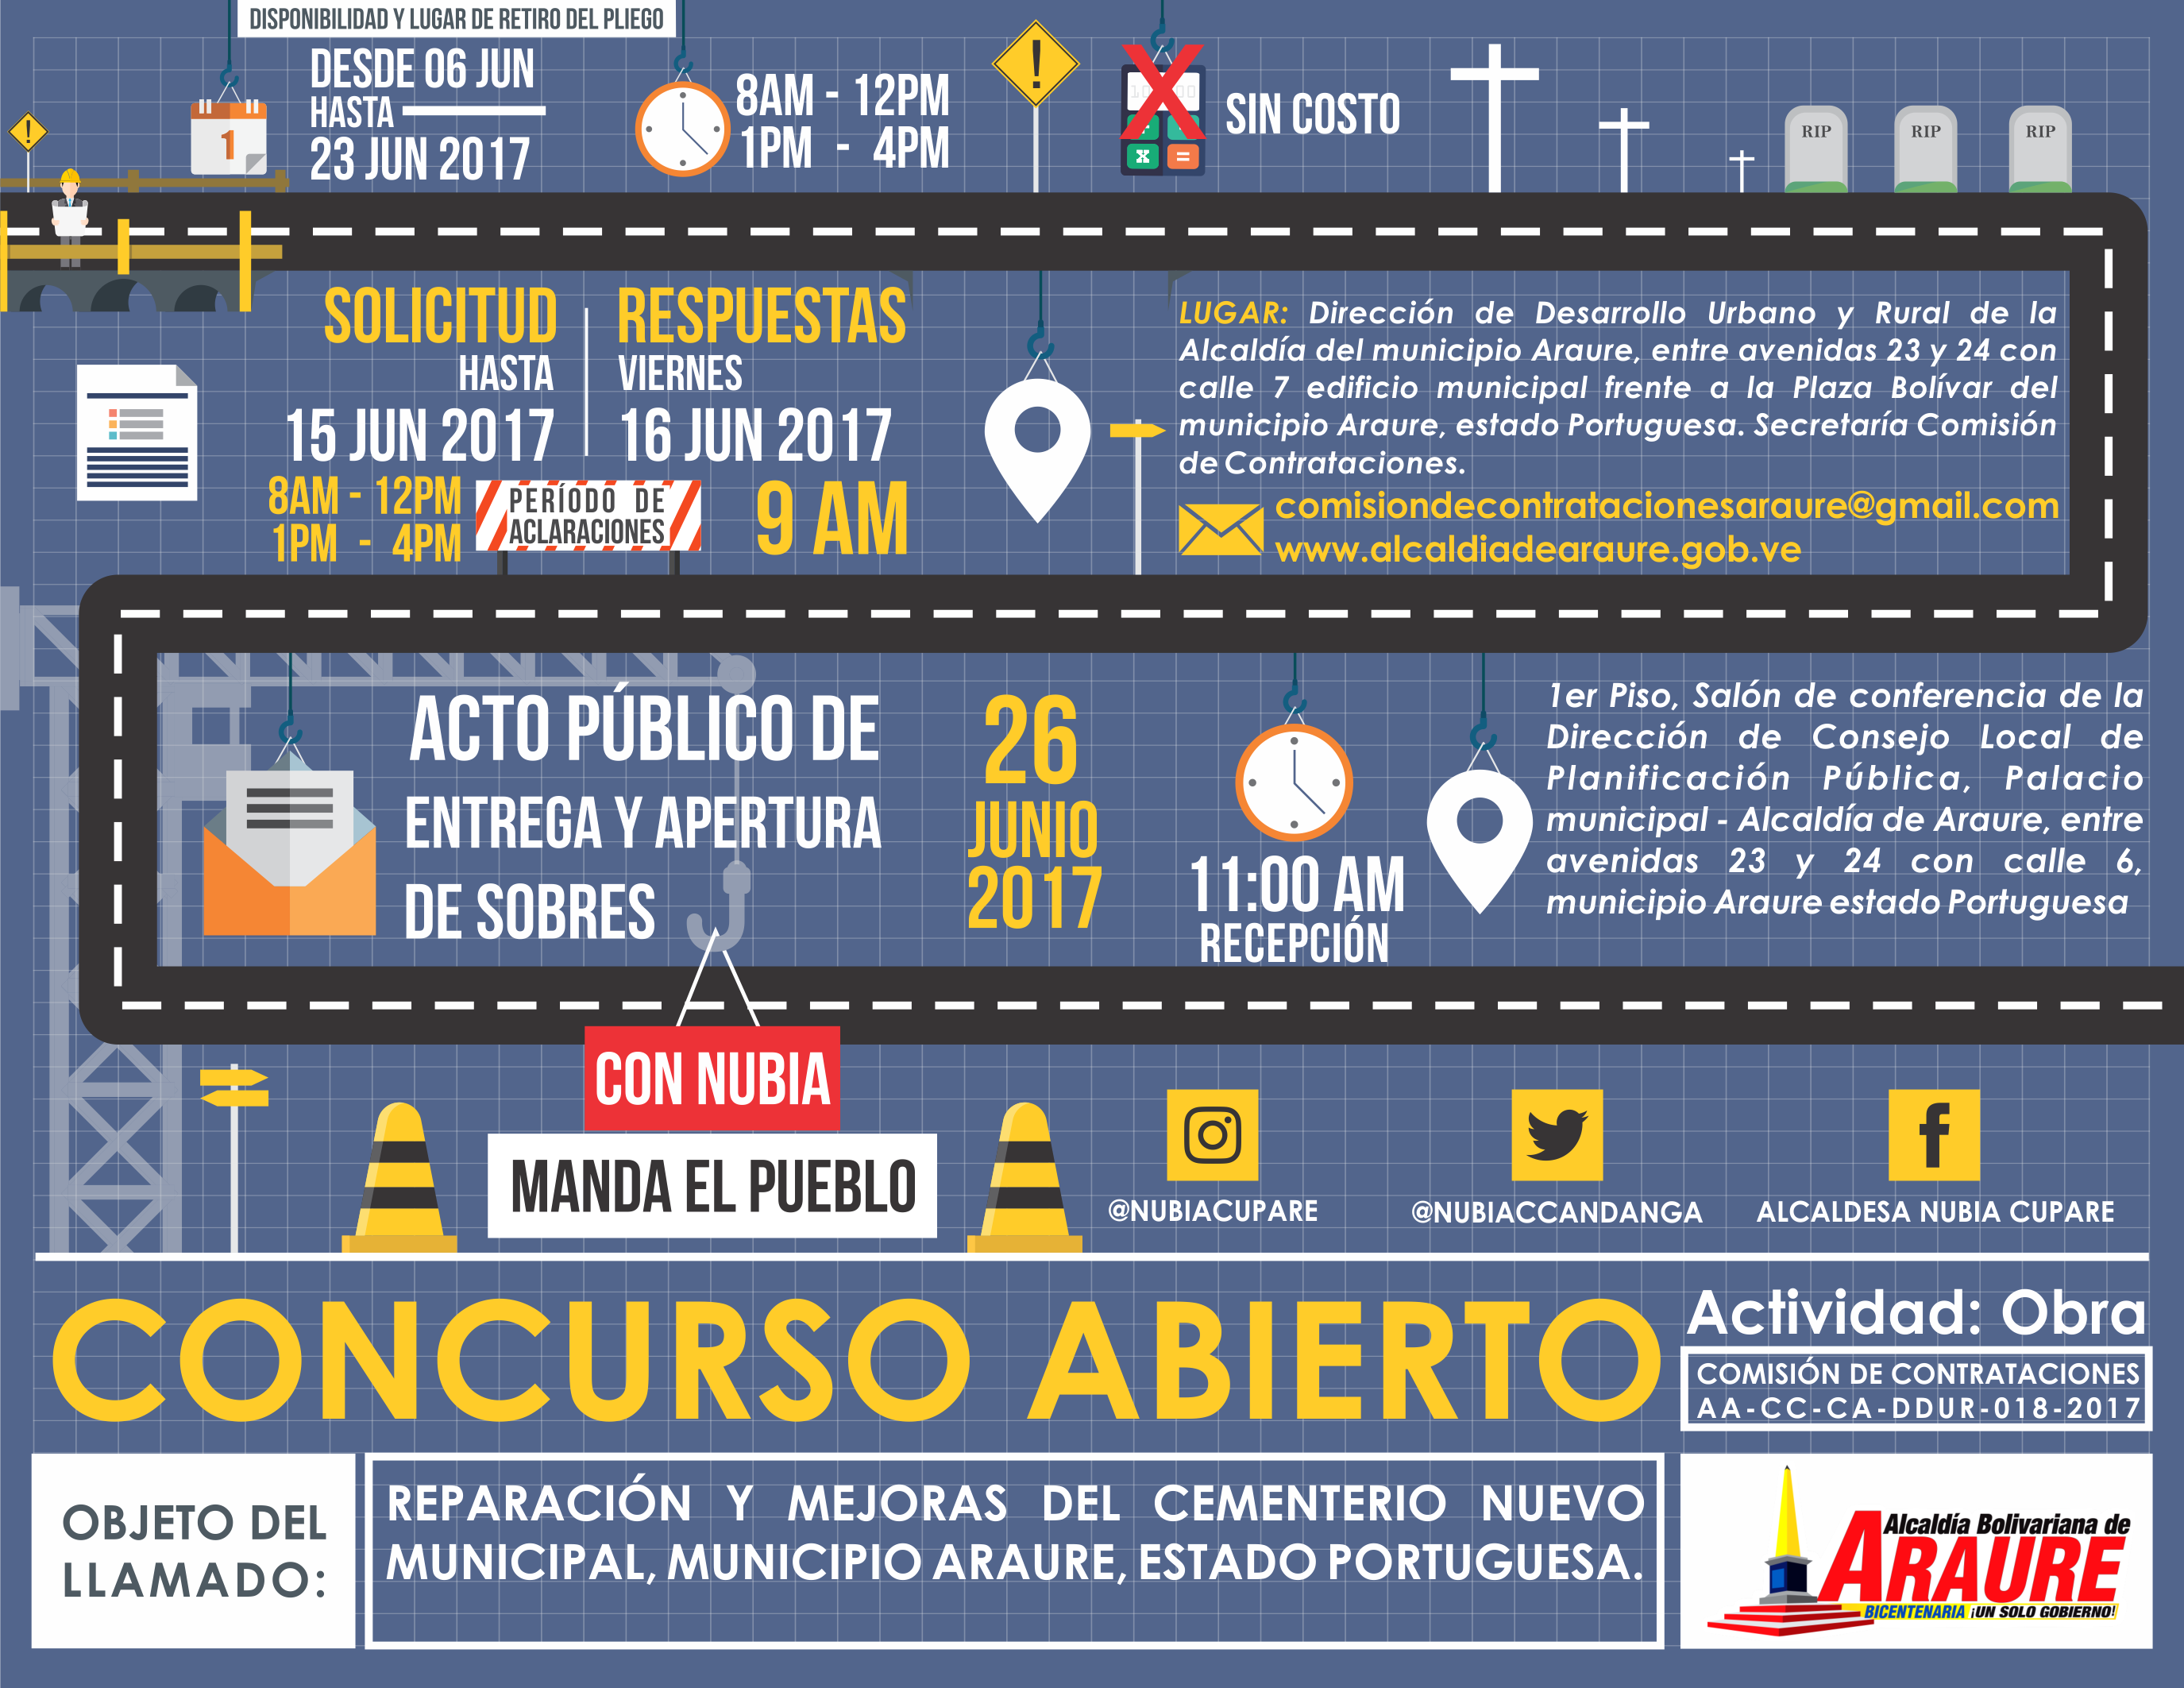 DISPONIBILIDAD Y LUGAR DE RETIRO DEL PLIEGO
DESDE 06 JUN
HASTA
23 JUN 2017
1
8AM - 12PM
1PM - 4PM
!
!
X
x
=
SIN COSTO
RIP
RIP
RIP
SOLICITUD
HASTA
15 JUN 2017
8AM - 12PM
1PM - 4PM
PERÍODO DE
ACLARACIONES
RESPUESTAS
VIERNES
16 JUN 2017
9 AM
LUGAR: Dirección de Desarrollo Urbano y Rural de la
Alcaldía del municipio Araure, entre avenidas 23 y 24 con
calle 7 edificio municipal frente a la Plaza Bolívar del
municipio Araure, estado Portuguesa. Secretaría Comisión
de Contrataciones.
comisiondecontratacionesaraure@gmail.com
www.alcaldiadearaure.gob.ve
ACTO PÚBLICO DE
ENTREGA Y APERTURA
DE SOBRES
26
JUNIO
2017
11:00 AM
RECEPCIÓN
1er Piso, Salón de conferencia de la
Dirección de Consejo Local de
Planificación Pública, Palacio
municipal - Alcaldía de Araure, entre
avenidas 23 y 24 con calle 6,
municipio Araure estado Portuguesa
CON NUBIA
MANDA EL PUEBLO
@NUBIACUPARE
@NUBIACCANDANGA
ALCALDESA NUBIA CUPARE
CONCURSO ABIERTO
Actividad: Obra
COMISIÓN DE CONTRATACIONES
AA-CC-CA-DDUR-018-2017
OBJETO DEL
LLAMADO:
REPARACIÓN Y MEJORAS DEL CEMENTERIO NUEVO
MUNICIPAL, MUNICIPIO ARAURE, ESTADO PORTUGUESA.
Alcaldía Bolivariana de
ARAURE
BICENTENARIA ¡UN SOLO GOBIERNO!